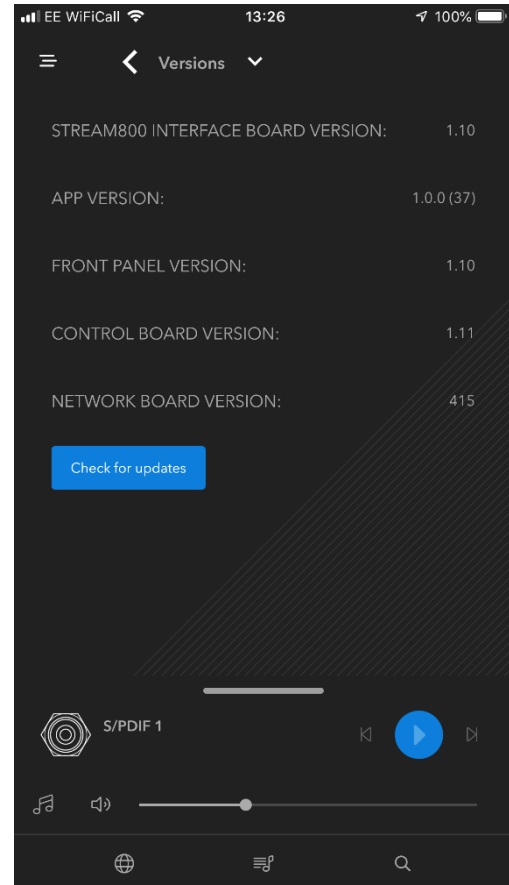 EE WiFiCall 13:26 100%
Versions
STREAM800 INTERFACE BOARD VERSION: 1.10
APP VERSION: 1.0.0 (37)
FRONT PANEL VERSION: 1.10
CONTROL BOARD VERSION: 1.11
NETWORK BOARD VERSION: 415
Check for updates
S/PDIF 1